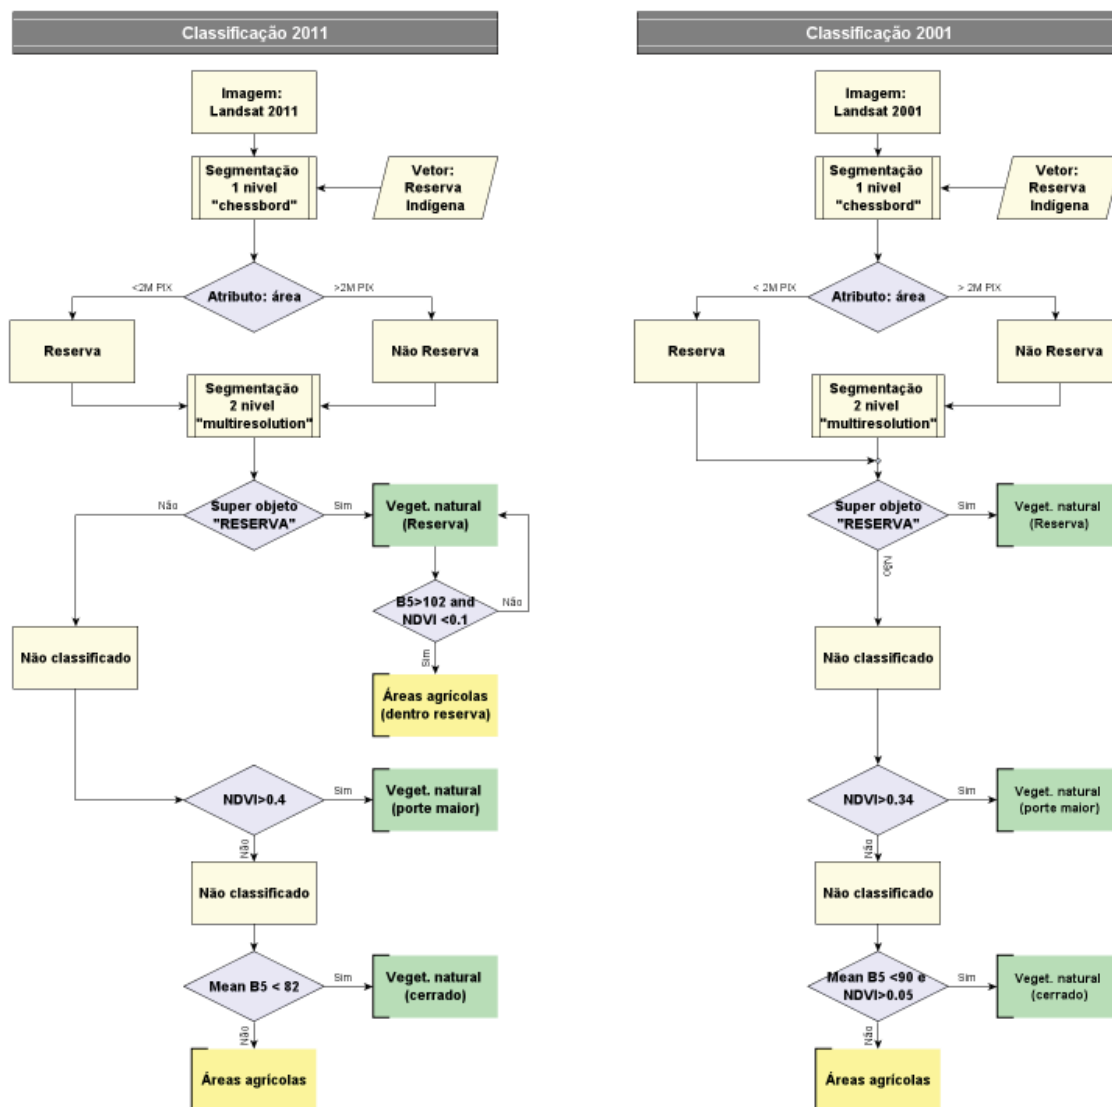 Classificação 2011
Imagem:
Landsat 2011
Segmentação
1 nivel
"chessbord"
Vetor:
Reserva
Indígena
Atributo: área
<2M PIX
>2M PIX
Reserva
Não Reserva
Segmentação
2 nivel
"multiresolution"
Super objeto
"RESERVA"
Não
Sim
Veget. natural
(Reserva)
B5>102 and
NDVI <0.1
Não
Sim
Áreas agrícolas
(dentro reserva)
Não classificado
NDVI>0.4
Sim
Veget. natural
(porte maior)
Não
Não classificado
Mean B5 < 82
Sim
Veget. natural
(cerrado)
Não
Áreas agrícolas
Classificação 2001
Imagem:
Landsat 2001
Segmentação
1 nivel
"chessbord"
Vetor:
Reserva
Indígena
Atributo: área
< 2M PIX
> 2M PIX
Reserva
Não Reserva
Segmentação
2 nivel
"multiresolution"
Super objeto
"RESERVA"
Sim
Veget. natural
(Reserva)
Não
Não classificado
NDVI>0.34
Sim
Veget. natural
(porte maior)
Não
Não classificado
Mean B5 <90 e
NDVI>0.05
Sim
Veget. natural
(cerrado)
Não
Áreas agrícolas